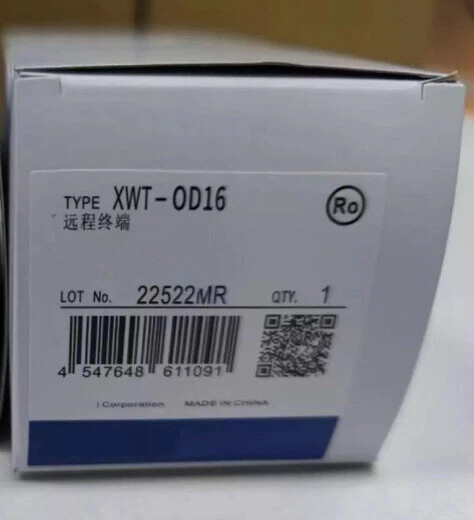 TYPE XWT-OD16
Ro
远程终端
LOT No. 22522MR QTY. 1
4 547648 611091
Corporation MADE IN CHINA